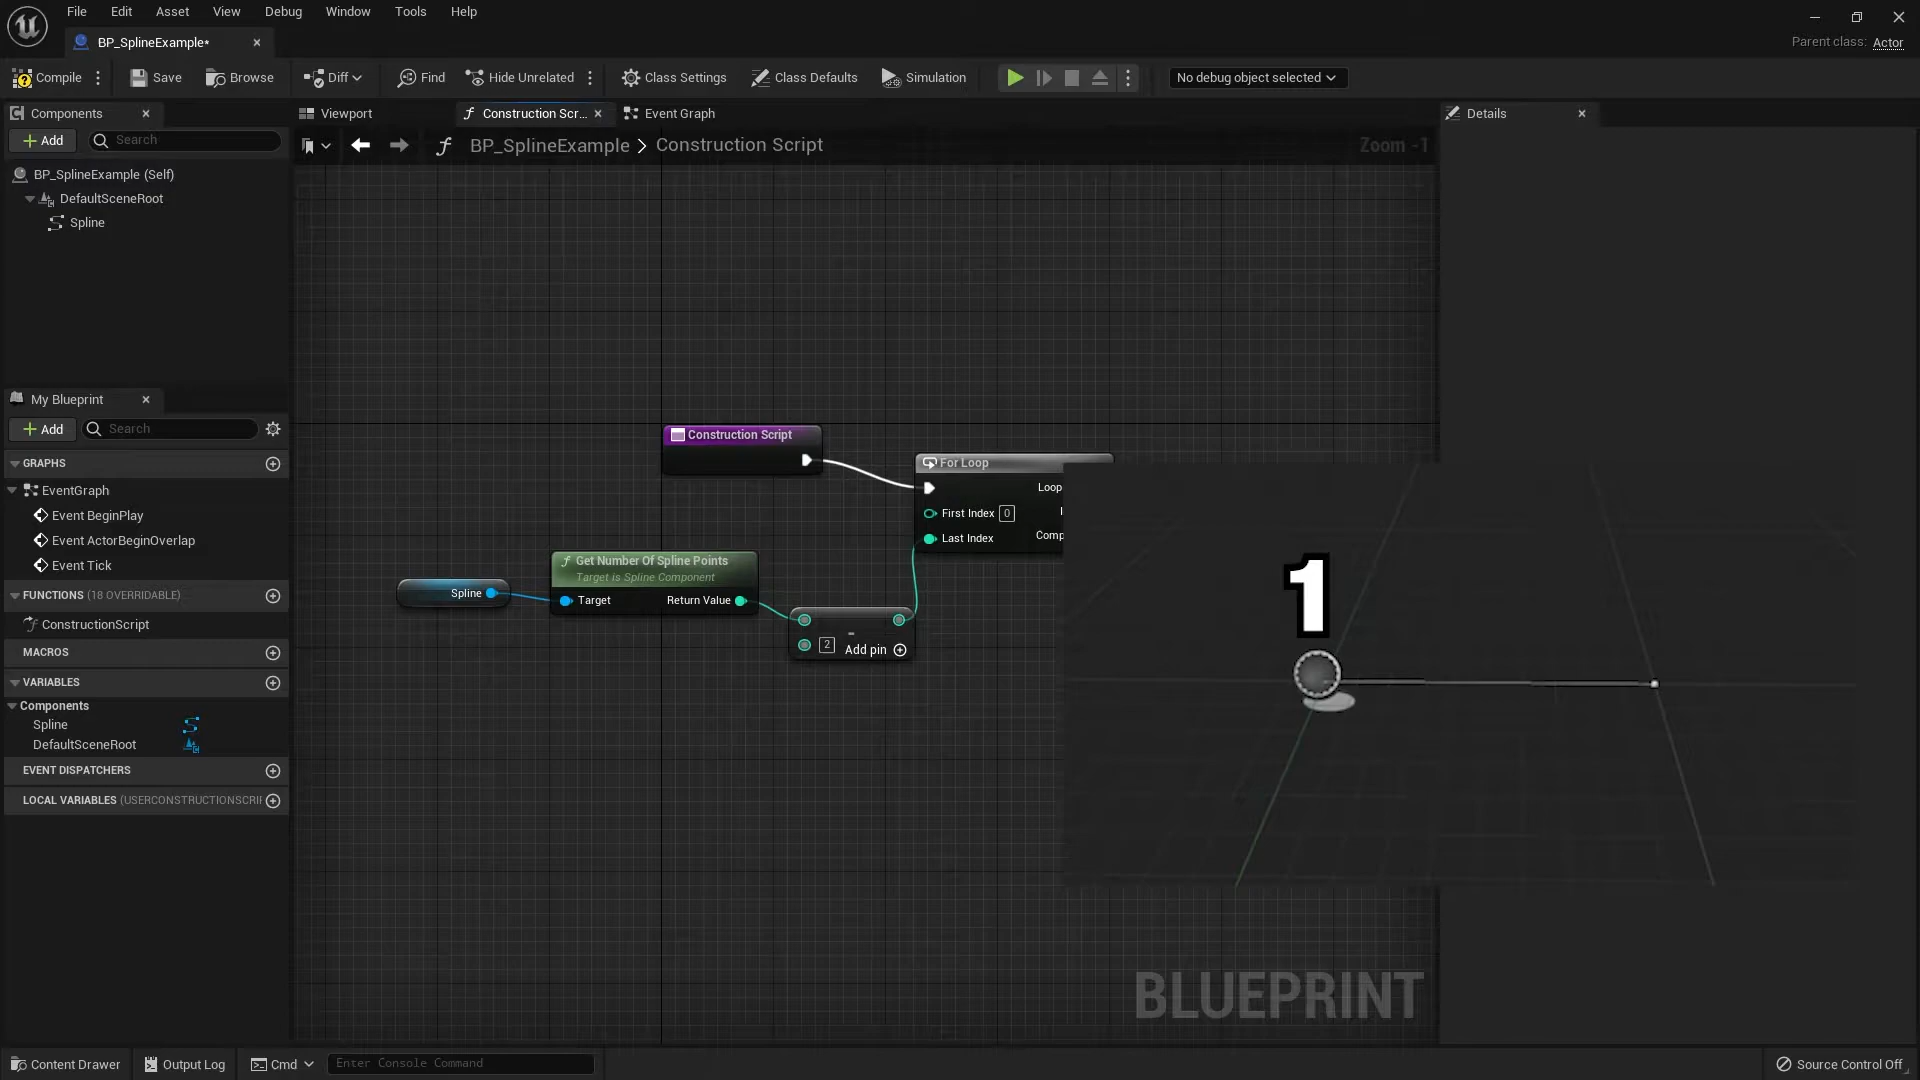 File Edit Asset View Debug Window Tools Help
BP_SplineExample*
Parent class: Actor
Compile Save Browse Diff Find Hide Unrelated Class Settings Class Defaults Simulation No debug object selected
Components
Viewport Construction Scr... Event Graph
Details
Add Search
BP_SplineExample > Construction Script
Zoom -1
BP_SplineExample (Self)
DefaultSceneRoot
Spline
My Blueprint
Add Search
GRAPHS
EventGraph
Event BeginPlay
Event ActorBeginOverlap
Event Tick
FUNCTIONS (18 OVERRIDABLE)
ConstructionScript
MACROS
VARIABLES
Components
Spline
DefaultSceneRoot
EVENT DISPATCHERS
LOCAL VARIABLES (USERCONSTRUCTIONSCRI
Construction Script
For Loop
Loop
First Index 0
Last Index
Comp
Get Number Of Spline Points
Target is Spline Component
Target Return Value
Spline
-
2 Add pin
1
BLUEPRINT
Content Drawer Output Log Cmd Enter Console Command Source Control Off